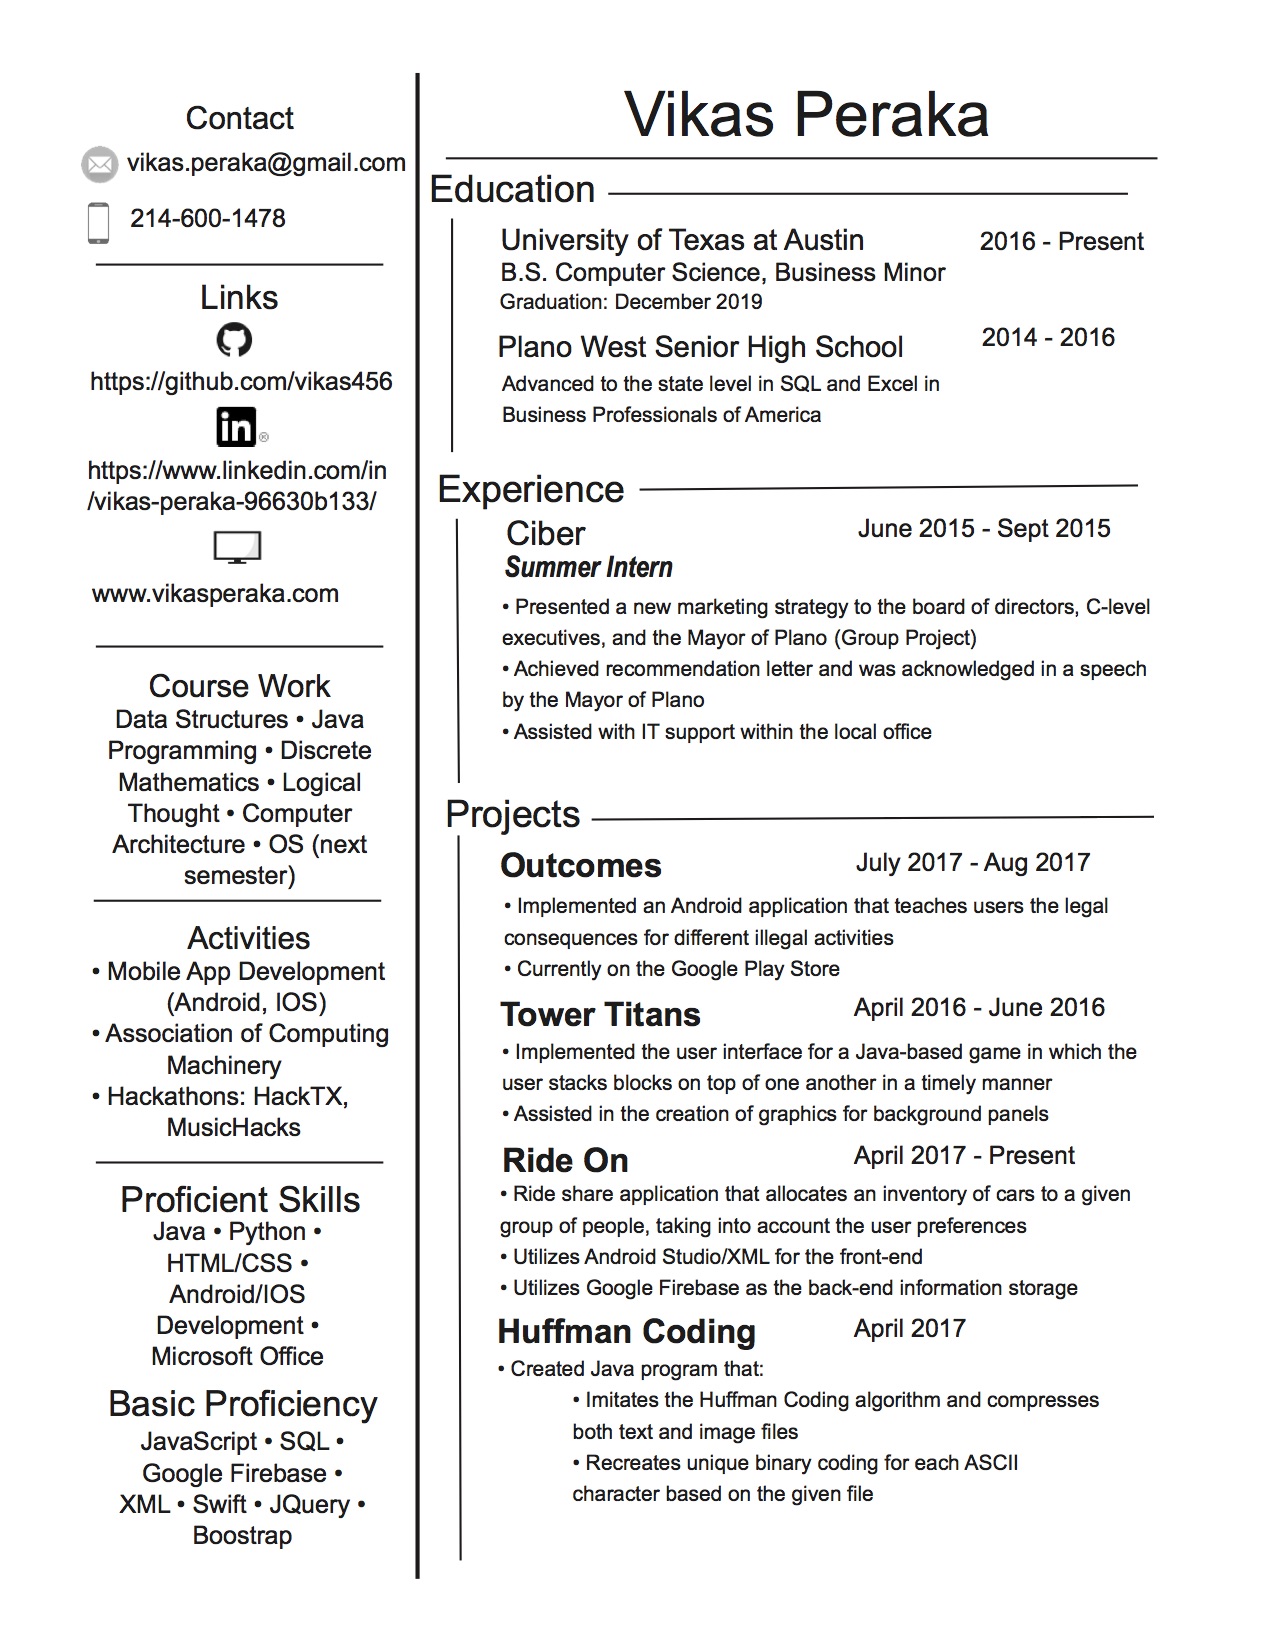 Contact
vikas.peraka@gmail.com
214-600-1478
Links
https://github.com/vikas456
in ®
https://www.linkedin.com/in
/vikas-peraka-96630b133/
www.vikasperaka.com
Course Work
Data Structures • Java
Programming • Discrete
Mathematics • Logical
Thought • Computer
Architecture • OS (next
semester)
Activities
• Mobile App Development
(Android, IOS)
• Association of Computing
Machinery
• Hackathons: HackTX,
MusicHacks
Proficient Skills
Java • Python •
HTML/CSS •
Android/IOS
Development •
Microsoft Office
Basic Proficiency
JavaScript • SQL •
Google Firebase •
XML • Swift • JQuery •
Boostrap
Vikas Peraka
Education
University of Texas at Austin 2016 - Present
B.S. Computer Science, Business Minor
Graduation: December 2019
Plano West Senior High School 2014 - 2016
Advanced to the state level in SQL and Excel in
Business Professionals of America
Experience
Ciber June 2015 - Sept 2015
Summer Intern
• Presented a new marketing strategy to the board of directors, C-level
executives, and the Mayor of Plano (Group Project)
• Achieved recommendation letter and was acknowledged in a speech
by the Mayor of Plano
• Assisted with IT support within the local office
Projects
Outcomes July 2017 - Aug 2017
• Implemented an Android application that teaches users the legal
consequences for different illegal activities
• Currently on the Google Play Store
Tower Titans April 2016 - June 2016
• Implemented the user interface for a Java-based game in which the
user stacks blocks on top of one another in a timely manner
• Assisted in the creation of graphics for background panels
Ride On April 2017 - Present
• Ride share application that allocates an inventory of cars to a given
group of people, taking into account the user preferences
• Utilizes Android Studio/XML for the front-end
• Utilizes Google Firebase as the back-end information storage
Huffman Coding April 2017
• Created Java program that:
• Imitates the Huffman Coding algorithm and compresses
both text and image files
• Recreates unique binary coding for each ASCII
character based on the given file